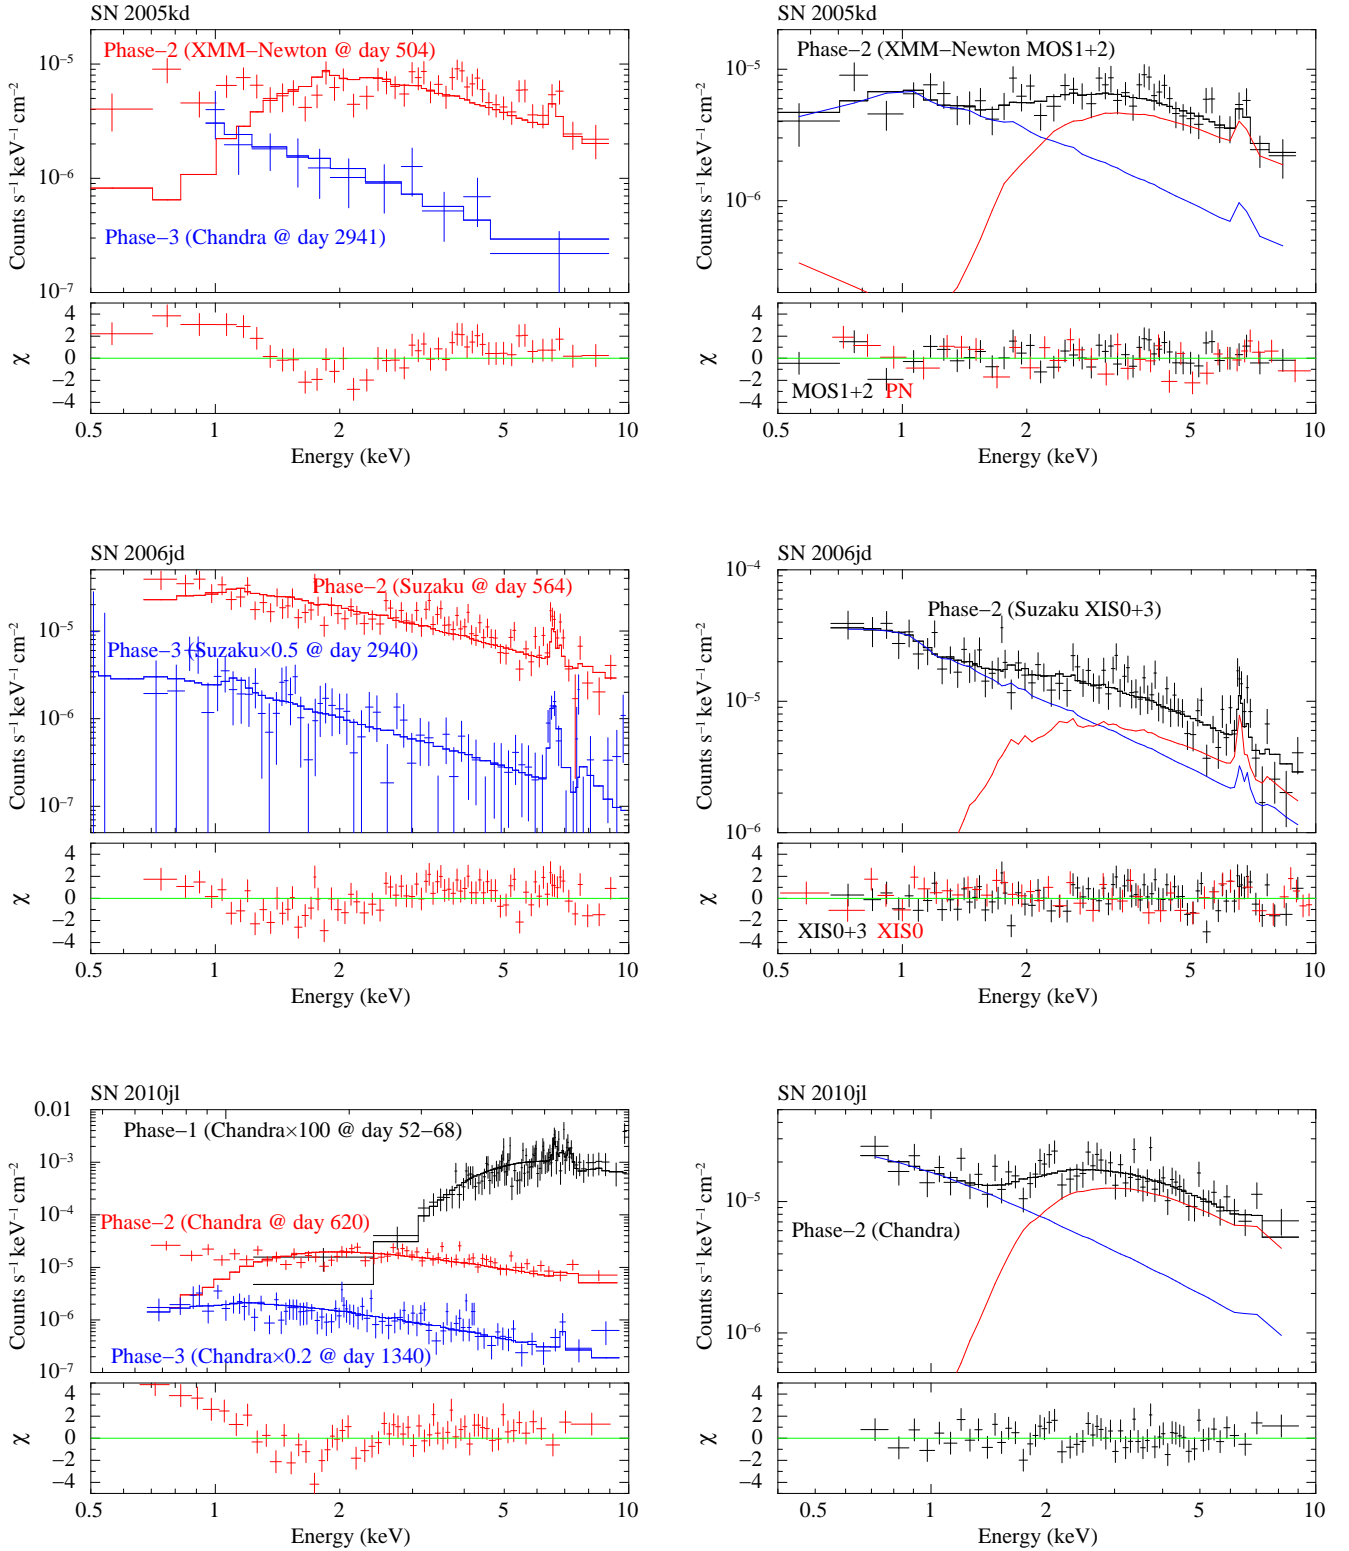 SN 2005kd
Phase−2 (XMM−Newton @ day 504)
Phase−3 (Chandra @ day 2941)
Counts s⁻¹ keV⁻¹ cm⁻²
10⁻⁵
10⁻⁶
10⁻⁷
χ
4
2
0
−2
−4
0.5 1 2 5 10
Energy (keV)
SN 2005kd
Phase−2 (XMM−Newton MOS1+2)
Counts s⁻¹ keV⁻¹ cm⁻²
10⁻⁵
10⁻⁶
χ
4
2
0
−2
−4
MOS1+2 PN
0.5 1 2 5 10
Energy (keV)
SN 2006jd
Phase−2 (Suzaku @ day 564)
Phase−3 (Suzaku×0.5 @ day 2940)
Counts s⁻¹ keV⁻¹ cm⁻²
10⁻⁵
10⁻⁶
10⁻⁷
χ
4
2
0
−2
−4
0.5 1 2 5 10
Energy (keV)
SN 2006jd
Phase−2 (Suzaku XIS0+3)
Counts s⁻¹ keV⁻¹ cm⁻²
10⁻⁴
10⁻⁵
10⁻⁶
χ
4
2
0
−2
−4
XIS0+3 XIS0
0.5 1 2 5 10
Energy (keV)
SN 2010jl
Phase−1 (Chandra×100 @ day 52−68)
Phase−2 (Chandra @ day 620)
Phase−3 (Chandra×0.2 @ day 1340)
Counts s⁻¹ keV⁻¹ cm⁻²
0.01
10⁻³
10⁻⁴
10⁻⁵
10⁻⁶
10⁻⁷
χ
4
2
0
−2
−4
0.5 1 2 5 10
Energy (keV)
SN 2010jl
Phase−2 (Chandra)
Counts s⁻¹ keV⁻¹ cm⁻²
10⁻⁵
10⁻⁶
χ
4
2
0
−2
−4
0.5 1 2 5 10
Energy (keV)